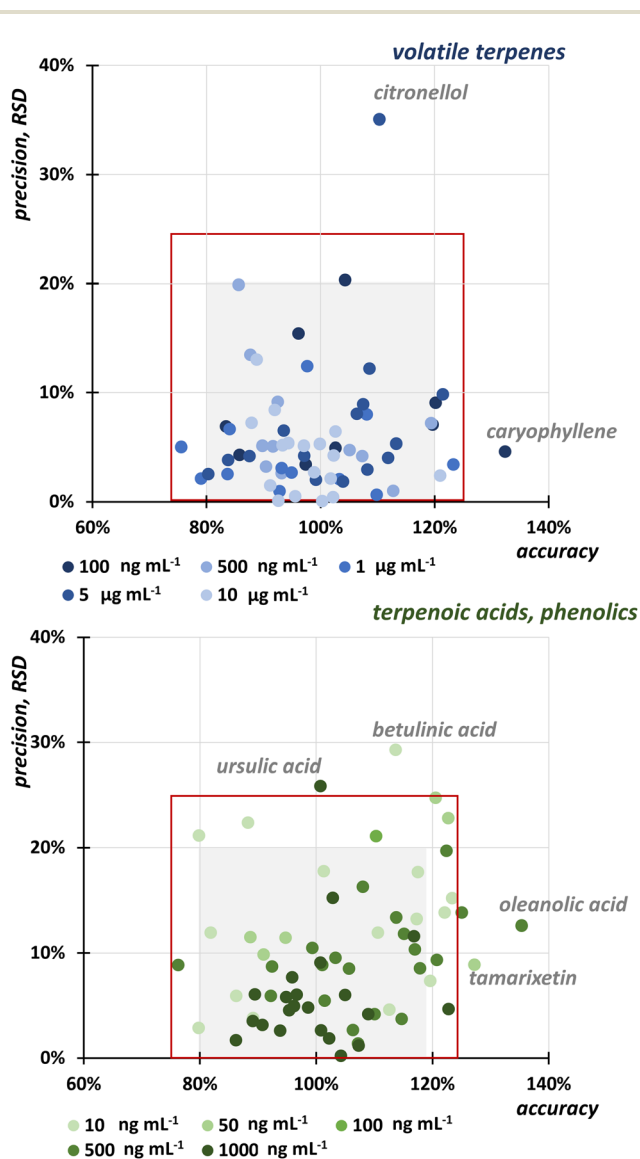 volatile terpenes
40%
citronellol
precision, RSD
30%
20%
10%
caryophyllene
0%
60% 80% 100% 120% 140%
accuracy
100 ng mL-1 500 ng mL-1 1 µg mL-1
5 µg mL-1 10 µg mL-1
terpenoic acids, phenolics
40%
precision, RSD
betulinic acid
30%
ursulic acid
20%
oleanolic acid
10%
tamarixetin
0%
60% 80% 100% 120% 140%
accuracy
10 ng mL-1 50 ng mL-1 100 ng mL-1
500 ng mL-1 1000 ng mL-1